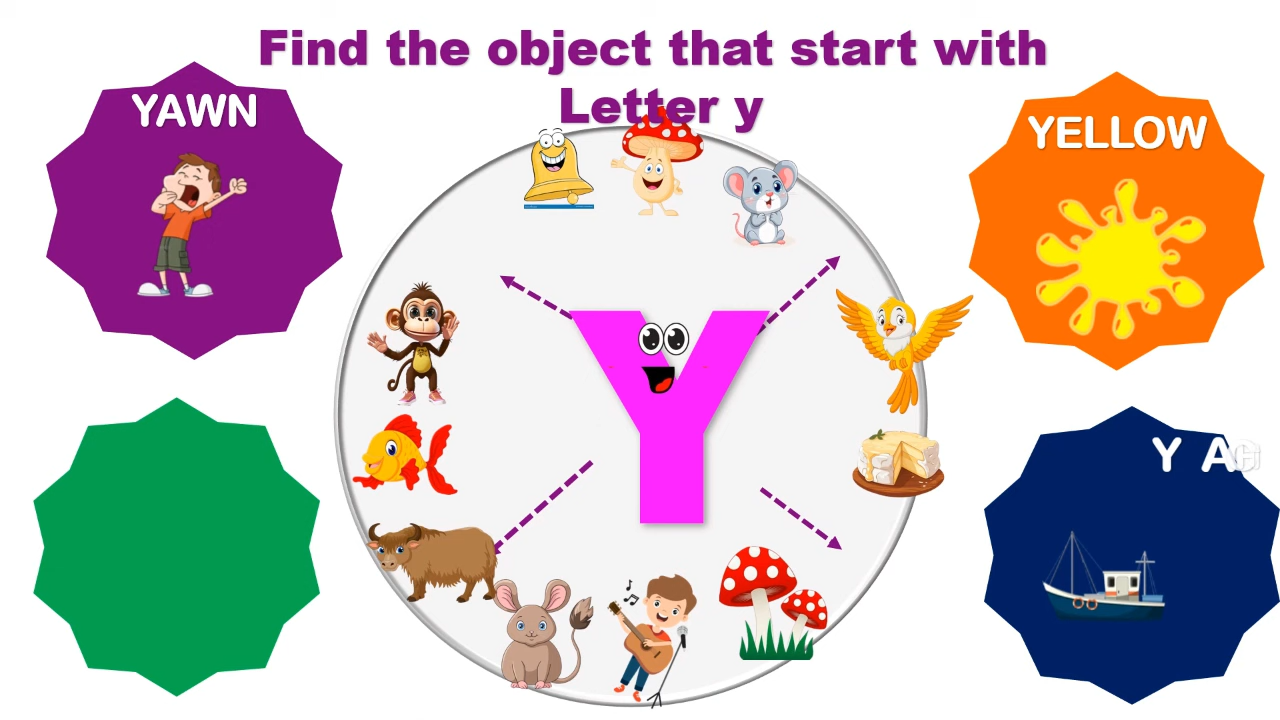 Find the object that start with
Letter y
YAWN
YELLOW
Y A
Y